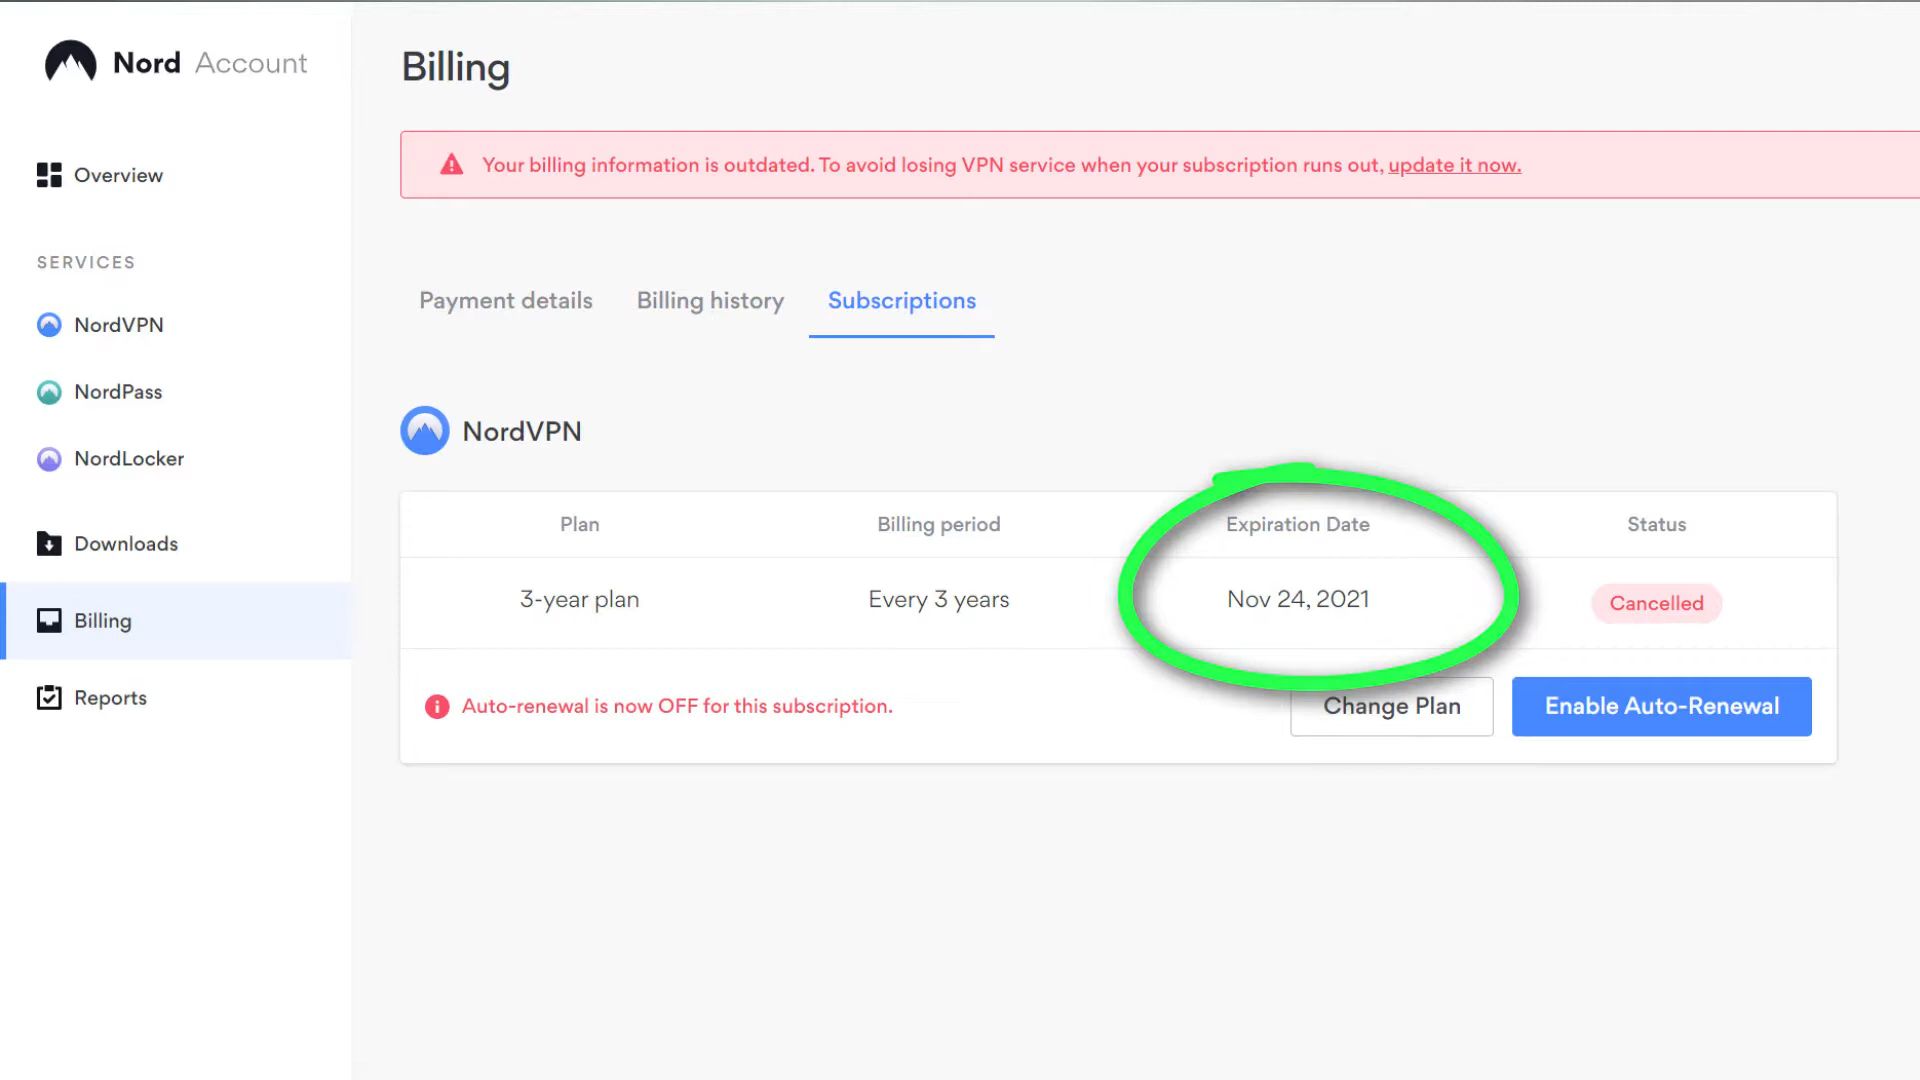 Nord Account
Overview
SERVICES
NordVPN
NordPass
NordLocker
Downloads
Billing
Reports
Billing
Your billing information is outdated. To avoid losing VPN service when your subscription runs out, update it now.
Payment details Billing history Subscriptions
NordVPN
Plan Billing period Expiration Date Status
3-year plan Every 3 years Nov 24, 2021 Cancelled
Auto-renewal is now OFF for this subscription. Change Plan Enable Auto-Renewal